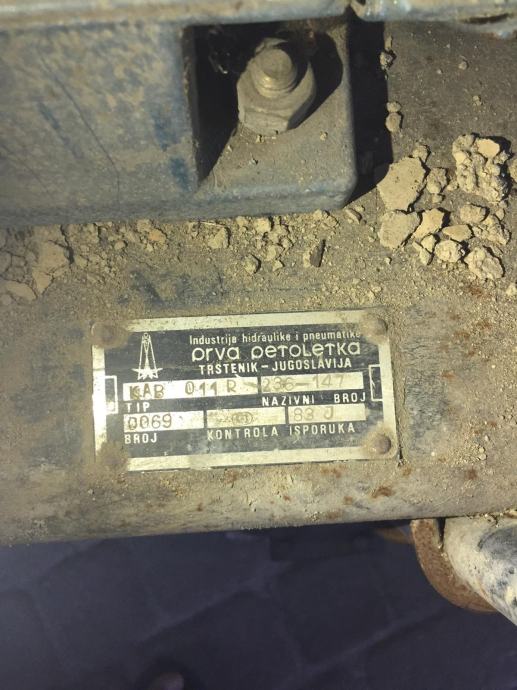 Industrija hidraulike i pneumatike
prva petoletka
TRSTENIK-JUGOSLAVIJA
KAB 011 R 236-147
TIP NAZIVNI BROJ
0069 83 J
BROJ KONTROLA ISPORUKA